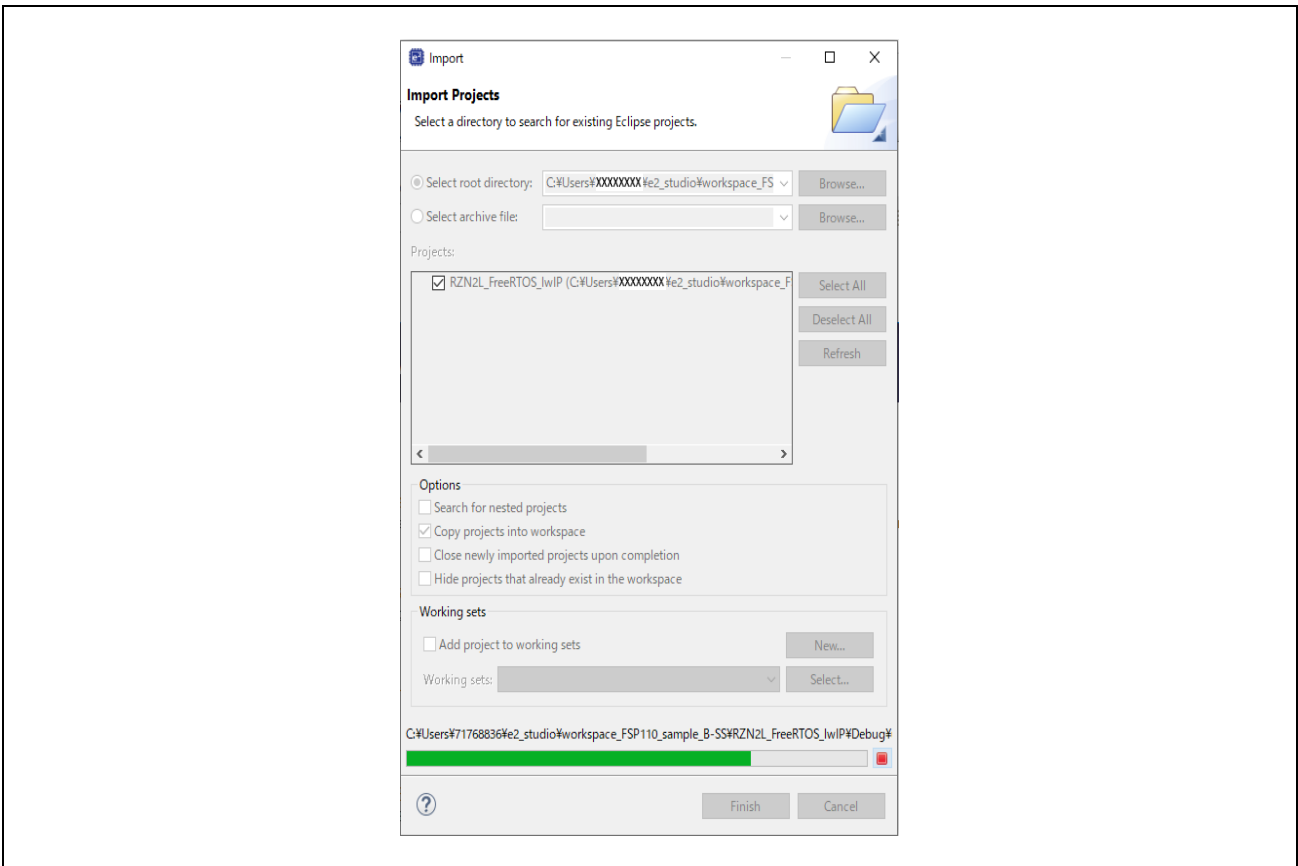 Import
Import Projects
Select a directory to search for existing Eclipse projects.
Select root directory: C:¥Users¥XXXXXXXX¥e2_studio¥workspace_FS Browse...
Select archive file: Browse...
Projects:
RZN2L_FreeRTOS_lwIP (C:¥Users¥XXXXXXXX¥e2_studio¥workspace_F Select All
Deselect All
Refresh
Options
Search for nested projects
Copy projects into workspace
Close newly imported projects upon completion
Hide projects that already exist in the workspace
Working sets
Add project to working sets New...
Working sets: Select...
C:¥Users¥71768836¥e2_studio¥workspace_FSP110_sample_B-SS¥RZN2L_FreeRTOS_lwIP¥Debug¥
? Finish Cancel